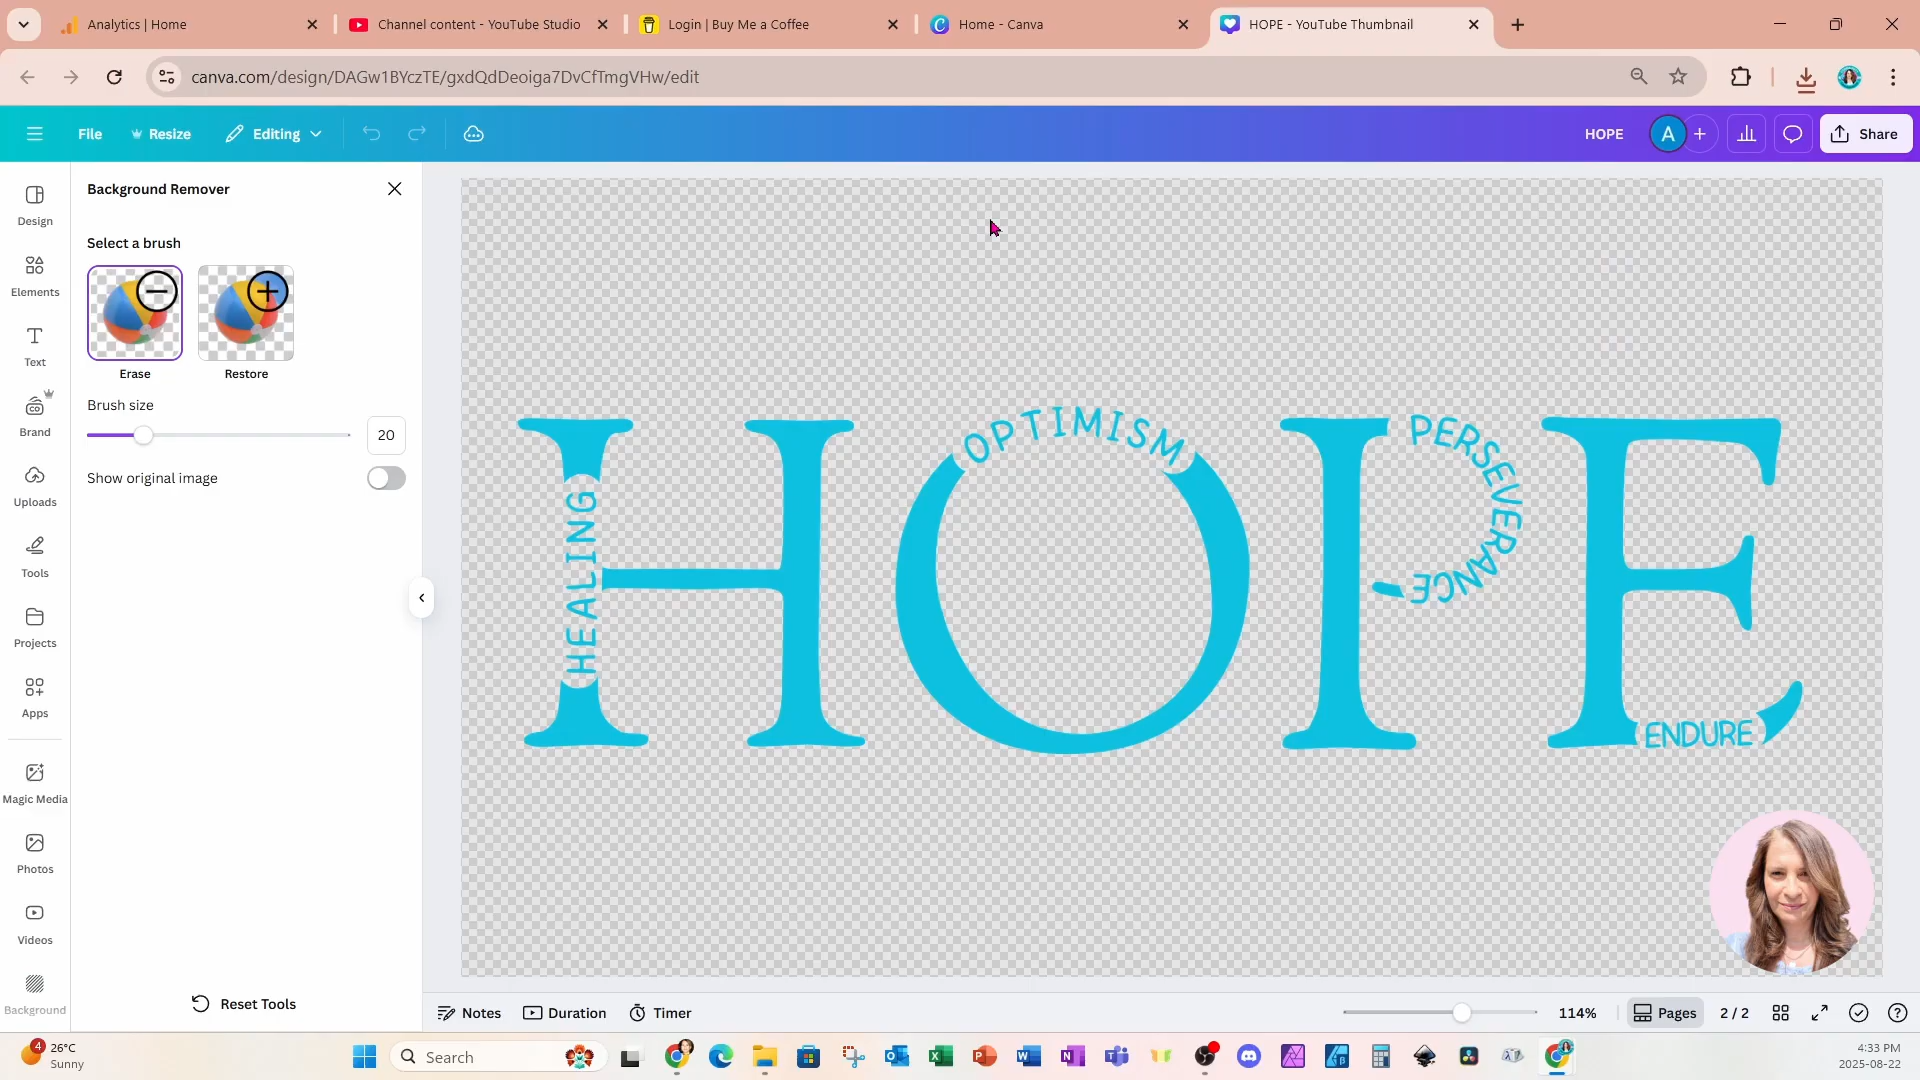 Analytics | Home
Channel content - YouTube Studio
Login | Buy Me a Coffee
Home - Canva
HOPE - YouTube Thumbnail
canva.com/design/DAGw1BYczTE/gxdQdDeoiga7DvCfTmgVHw/edit
File
Resize
Editing
HOPE
A
Share
Design
Elements
Text
Brand
Uploads
Tools
Projects
Apps
Magic Media
Photos
Videos
Background
Background Remover
Select a brush
Erase
Restore
Brush size
20
Show original image
Reset Tools
HOPE
HEALING
OPTIMISM
PERSEVERANCE
ENDURE
Notes
Duration
Timer
114%
Pages
2 / 2
4
26°C
Sunny
Search
4:33 PM
2025-08-22